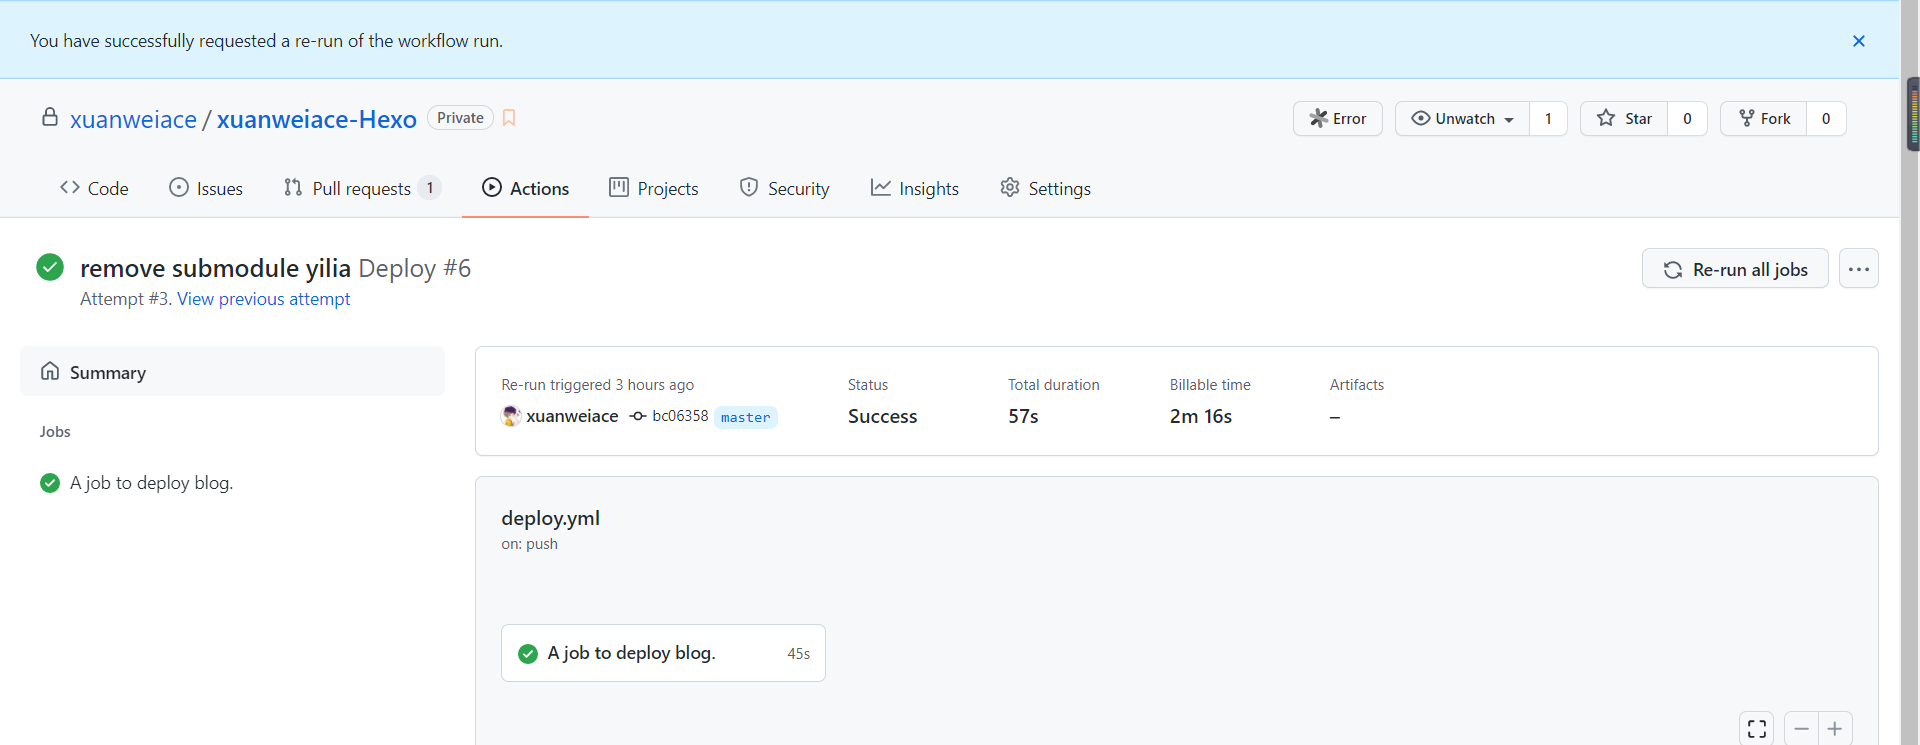 You have successfully requested a re-run of the workflow run.
xuanweiace / xuanweiace-Hexo Private
Error Unwatch 1 Star 0 Fork 0
Code Issues Pull requests 1 Actions Projects Security Insights Settings
remove submodule yilia Deploy #6
Attempt #3. View previous attempt
Re-run all jobs
Summary
Jobs
A job to deploy blog.
Re-run triggered 3 hours ago
xuanweiace bc06358 master
Status
Success
Total duration
57s
Billable time
2m 16s
Artifacts
–
deploy.yml
on: push
A job to deploy blog. 45s